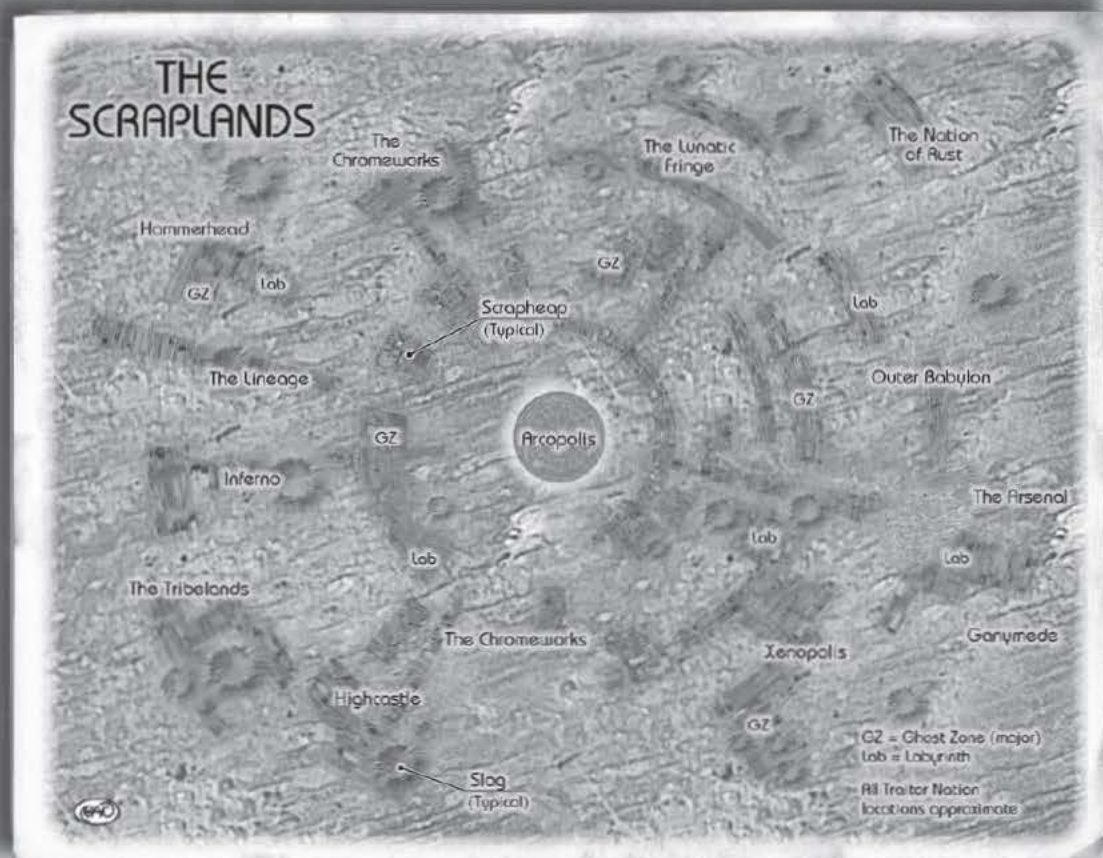 THE
SCRAPLANDS
The
Chromeworks
The Lunatic
Fringe
The Nation
of Rust
Hammerhead
GZ
Lab
GZ
Lab
Scrapheap
(Typical)
The Lineage
Outer Babylon
GZ
GZ
Arcopolis
Inferno
The Arsenal
Lab
Lab
Lab
The Tribelands
The Chromeworks
Ganymede
Xenopolis
Highcastle
GZ
GZ = Ghost Zone (major)
Lab = Labyrinth
All Traitor Nation
locations approximate
Slag
(Typical)